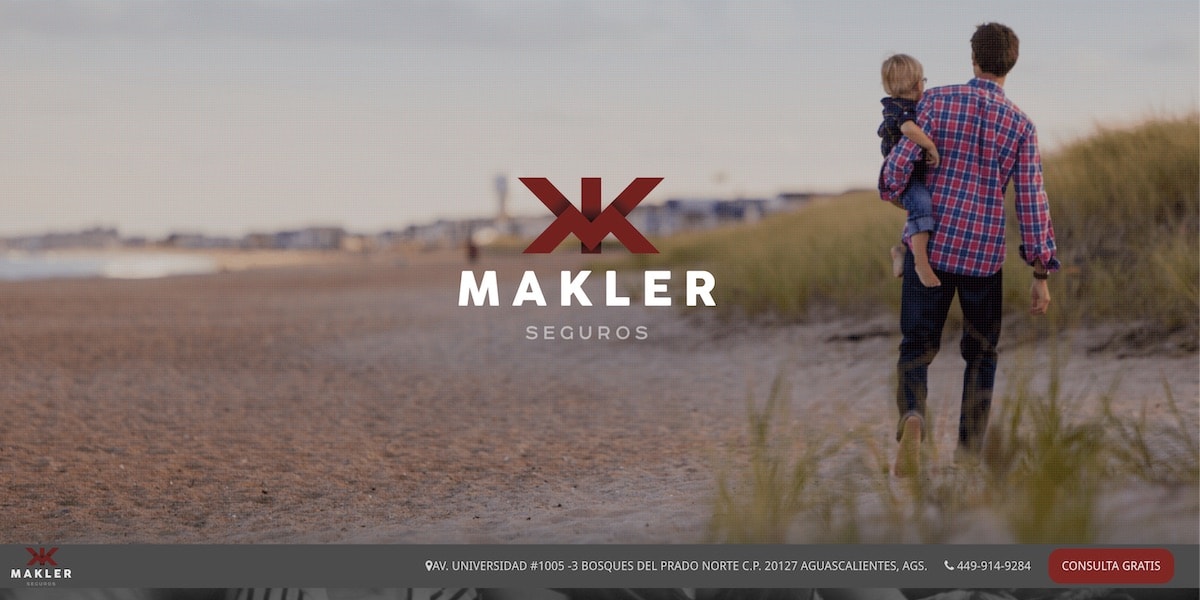 MAKLER
SEGUROS
MAKLER
SEGUROS
AV. UNIVERSIDAD #1005 -3 BOSQUES DEL PRADO NORTE C.P. 20127 AGUASCALIENTES, AGS.
449-914-9284
CONSULTA GRATIS